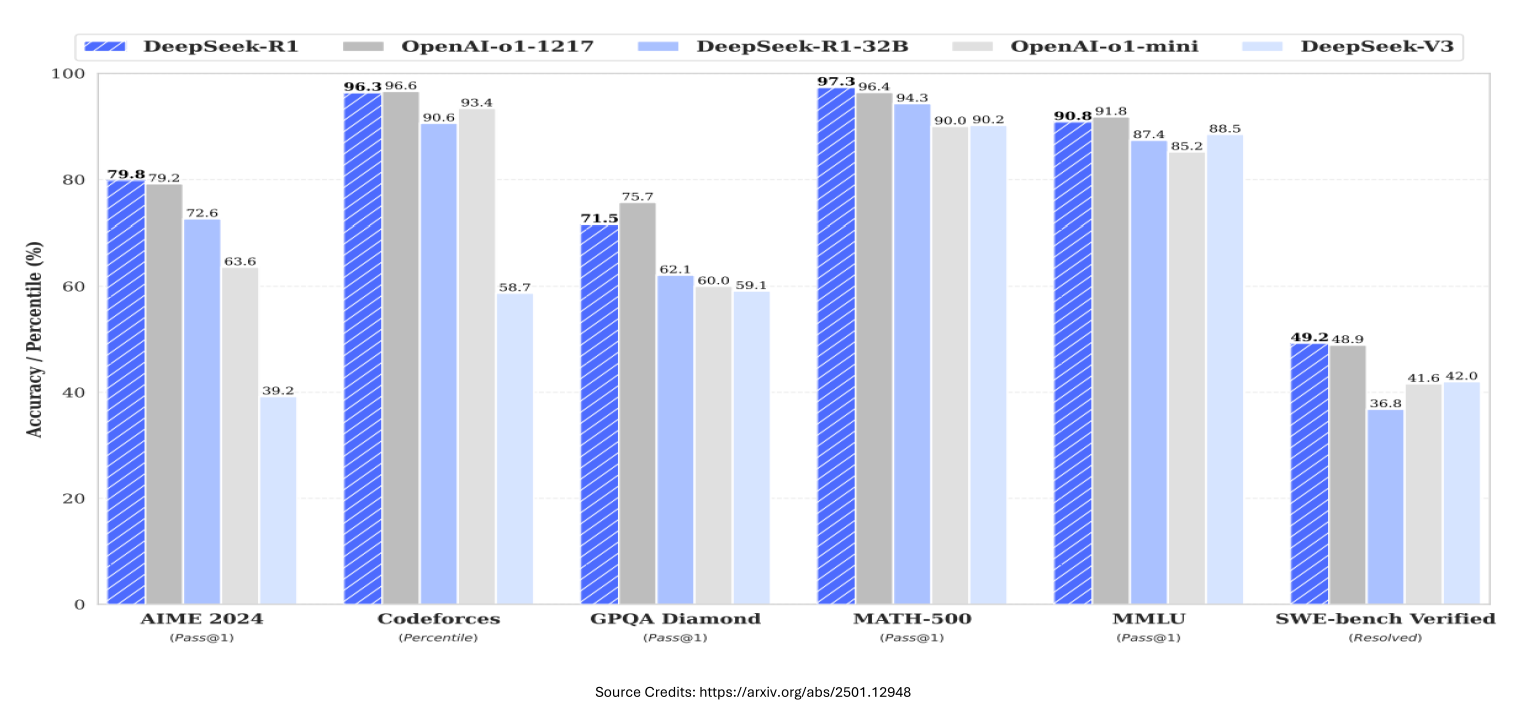 DeepSeek-R1 OpenAI-o1-1217 DeepSeek-R1-32B OpenAI-o1-mini DeepSeek-V3
Accuracy / Percentile (%)
100
80
60
40
20
0
79.8 79.2 72.6 63.6 39.2
96.3 96.6 90.6 93.4 58.7
71.5 75.7 62.1 60.0 59.1
97.3 96.4 94.3 90.0 90.2
90.8 91.8 87.4 85.2 88.5
49.2 48.9 36.8 41.6 42.0
AIME 2024 Codeforces GPQA Diamond MATH-500 MMLU SWE-bench Verified
(Pass@1) (Percentile) (Pass@1) (Pass@1) (Pass@1) (Resolved)
Source Credits: https://arxiv.org/abs/2501.12948